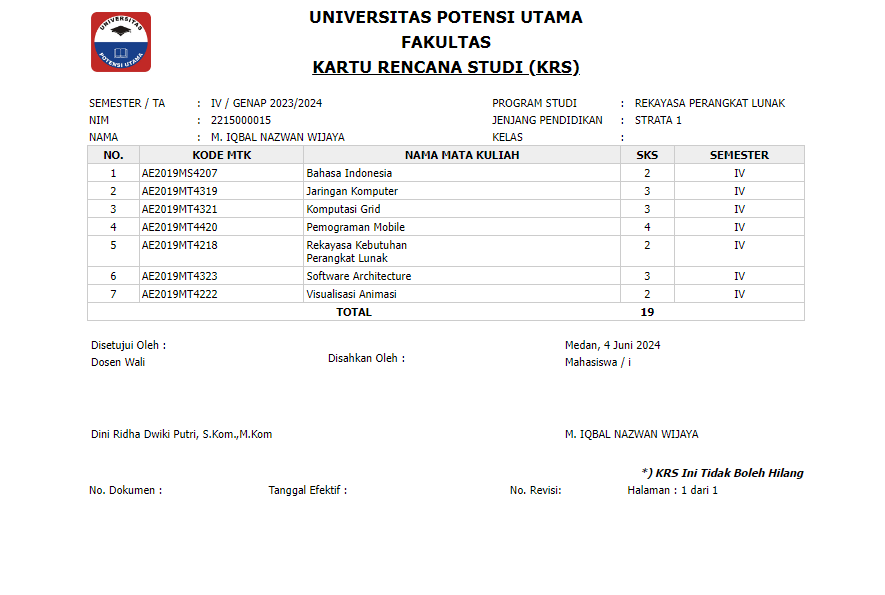 UNIVERSITAS
POTENSI UTAMA
UNIVERSITAS POTENSI UTAMA
FAKULTAS
KARTU RENCANA STUDI (KRS)
SEMESTER / TA : IV / GENAP 2023/2024 PROGRAM STUDI : REKAYASA PERANGKAT LUNAK
NIM : 2215000015 JENJANG PENDIDIKAN : STRATA 1
NAMA : M. IQBAL NAZWAN WIJAYA KELAS :
NO. KODE MTK NAMA MATA KULIAH SKS SEMESTER
1 AE2019MS4207 Bahasa Indonesia 2 IV
2 AE2019MT4319 Jaringan Komputer 3 IV
3 AE2019MT4321 Komputasi Grid 3 IV
4 AE2019MT4420 Pemograman Mobile 4 IV
5 AE2019MT4218 Rekayasa Kebutuhan 2 IV
Perangkat Lunak
6 AE2019MT4323 Software Architecture 3 IV
7 AE2019MT4222 Visualisasi Animasi 2 IV
TOTAL 19
Disetujui Oleh : Medan, 4 Juni 2024
Dosen Wali Disahkan Oleh : Mahasiswa / i
Dini Ridha Dwiki Putri, S.Kom.,M.Kom M. IQBAL NAZWAN WIJAYA
*) KRS Ini Tidak Boleh Hilang
No. Dokumen : Tanggal Efektif : No. Revisi: Halaman : 1 dari 1